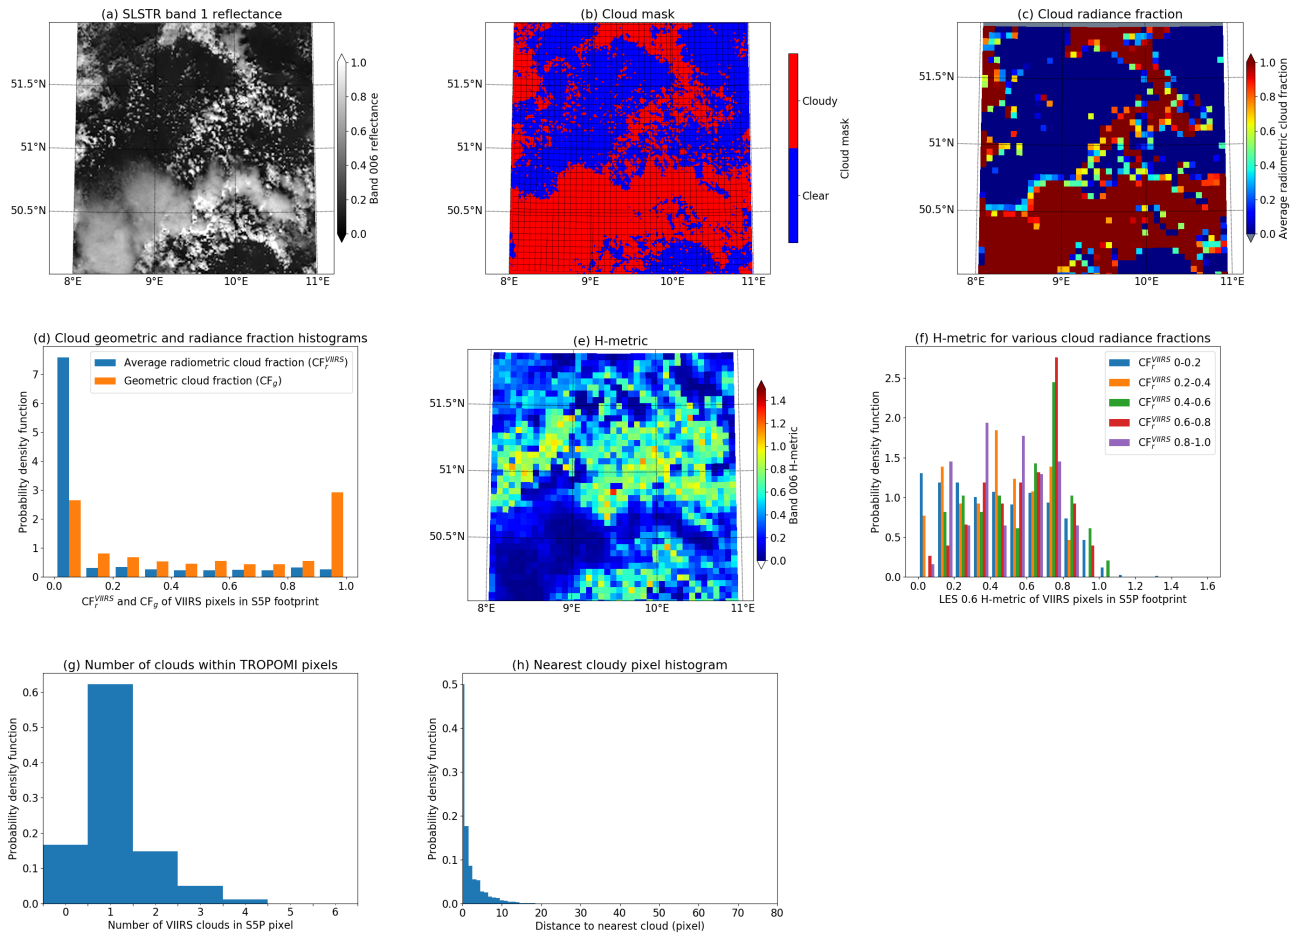 (a) SLSTR band 1 reflectance
51.5°N
51°N
50.5°N
8°E 9°E 10°E 11°E
1.0
0.8
0.6
0.4
0.2
0.0
Band 006 reflectance
(b) Cloud mask
51.5°N
51°N
50.5°N
8°E 9°E 10°E 11°E
Cloudy
Clear
Cloud mask
(c) Cloud radiance fraction
51.5°N
51°N
50.5°N
8°E 9°E 10°E 11°E
1.0
0.8
0.6
0.4
0.2
0.0
Average radiometric cloud fraction
(d) Cloud geometric and radiance fraction histograms
Average radiometric cloud fraction (CF_r^VIIRS)
Geometric cloud fraction (CF_g)
7
6
5
4
3
2
1
0
Probability density function
0.0 0.2 0.4 0.6 0.8 1.0
CF_r^VIIRS and CF_g of VIIRS pixels in S5P footprint
(e) H-metric
51.5°N
51°N
50.5°N
8°E 9°E 10°E 11°E
1.4
1.2
1.0
0.8
0.6
0.4
0.2
0.0
Band 006 H-metric
(f) H-metric for various cloud radiance fractions
CF_r^VIIRS 0-0.2
CF_r^VIIRS 0.2-0.4
CF_r^VIIRS 0.4-0.6
CF_r^VIIRS 0.6-0.8
CF_r^VIIRS 0.8-1.0
2.5
2.0
1.5
1.0
0.5
0.0
Probability density function
0.0 0.2 0.4 0.6 0.8 1.0 1.2 1.4 1.6
LES 0.6 H-metric of VIIRS pixels in S5P footprint
(g) Number of clouds within TROPOMI pixels
0.6
0.5
0.4
0.3
0.2
0.1
0.0
Probability density function
0 1 2 3 4 5 6
Number of VIIRS clouds in S5P pixel
(h) Nearest cloudy pixel histogram
0.5
0.4
0.3
0.2
0.1
0.0
Probability density function
0 10 20 30 40 50 60 70 80
Distance to nearest cloud (pixel)